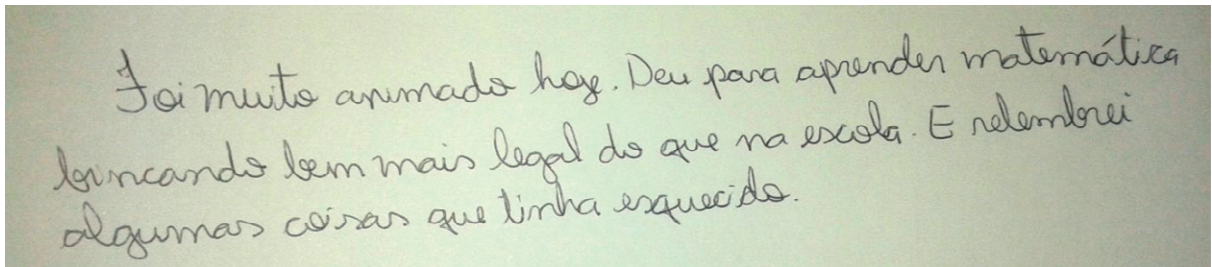 Foi muito animado hoje. Deu para aprender matemática
brincando bem mais legal do que na escola. E relembrei
algumas coisas que tinha esquecido.